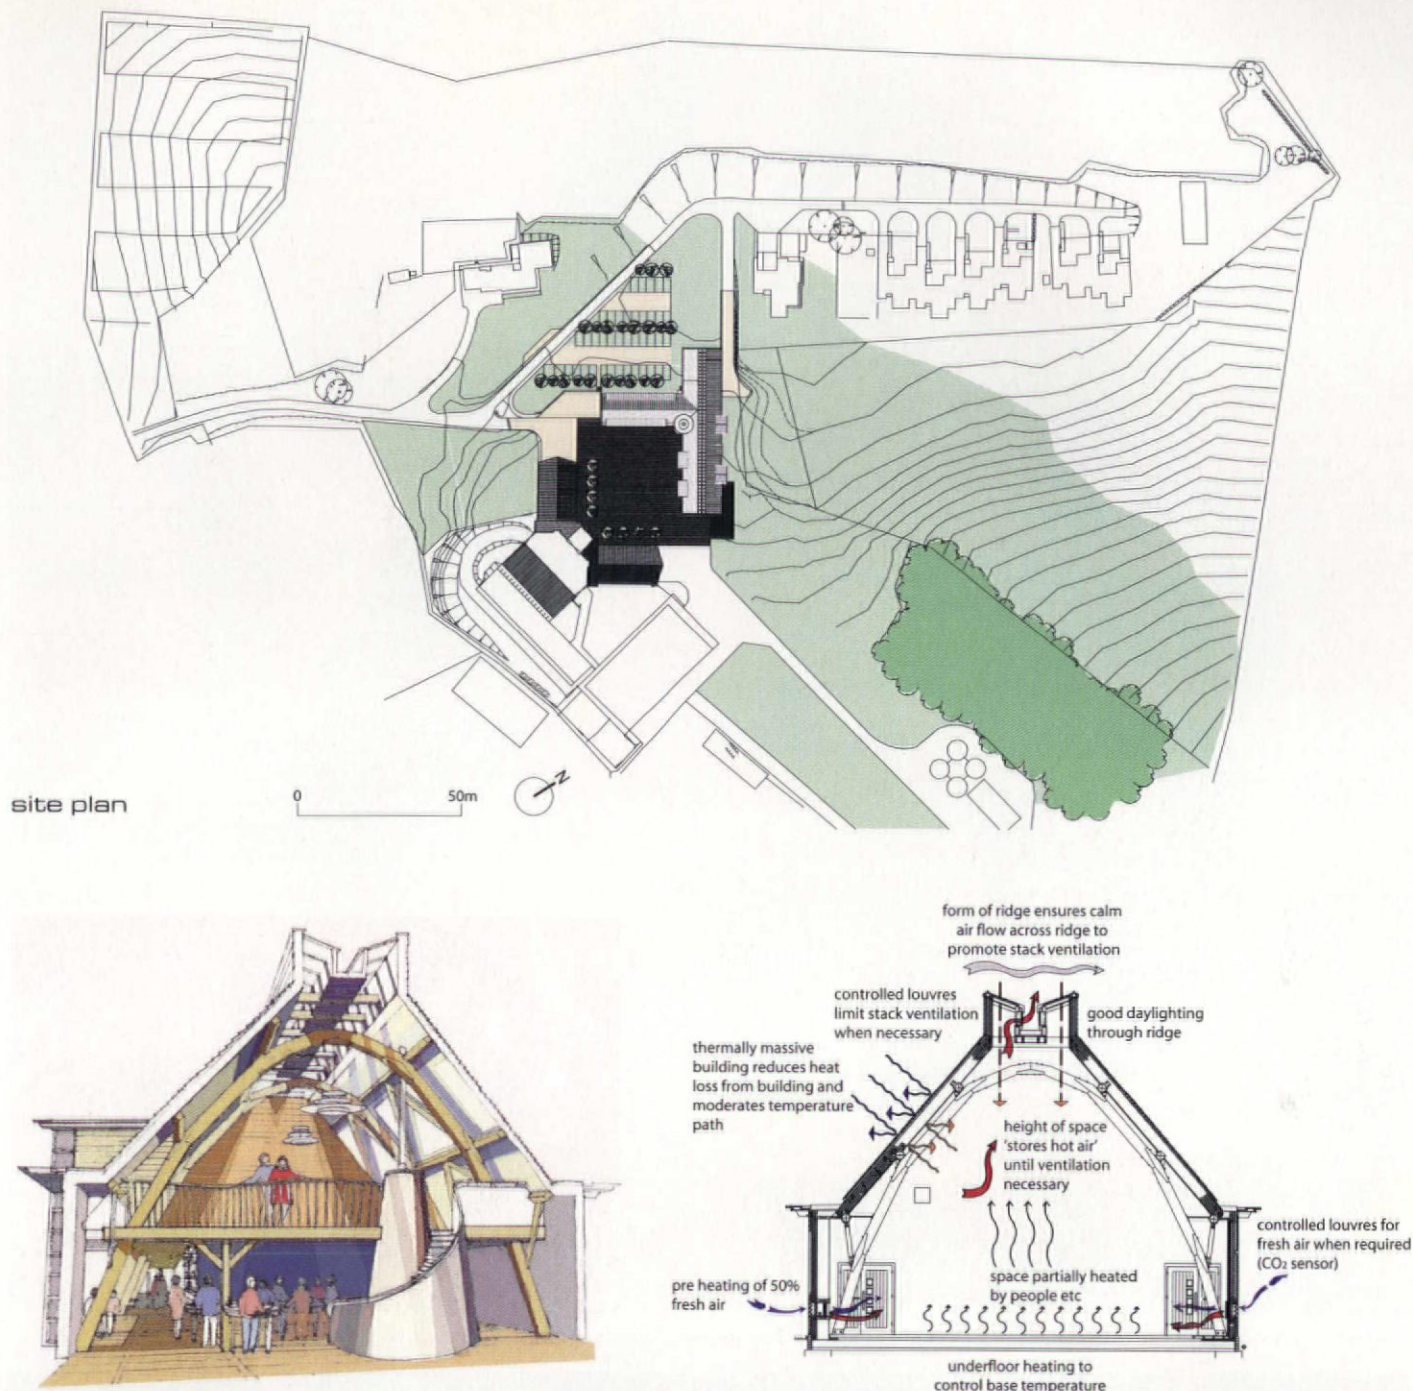 site plan
0
50m
N
form of ridge ensures calm
air flow across ridge to
promote stack ventilation
controlled louvres
limit stack ventilation
when necessary
good daylighting
through ridge
thermally massive
building reduces heat
loss from building and
moderates temperature
path
height of space
'stores hot air'
until ventilation
necessary
controlled louvres for
fresh air when required
(CO₂ sensor)
space partially heated
by people etc
pre heating of 50%
fresh air
underfloor heating to
control base temperature